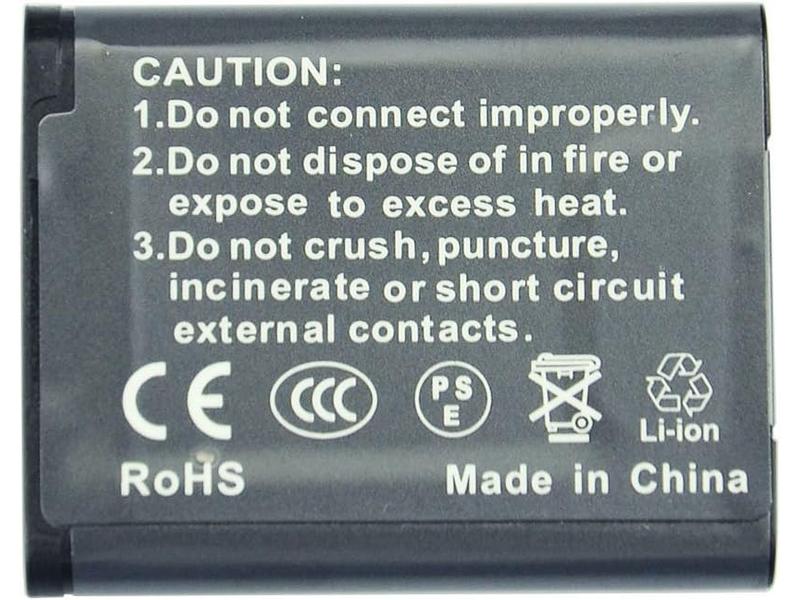 CAUTION:
1.Do not connect improperly.
2.Do not dispose of in fire or
expose to excess heat.
3.Do not crush, puncture,
incinerate or short circuit
external contacts.
CE CCC PS
E
Li-ion
RoHS Made in China